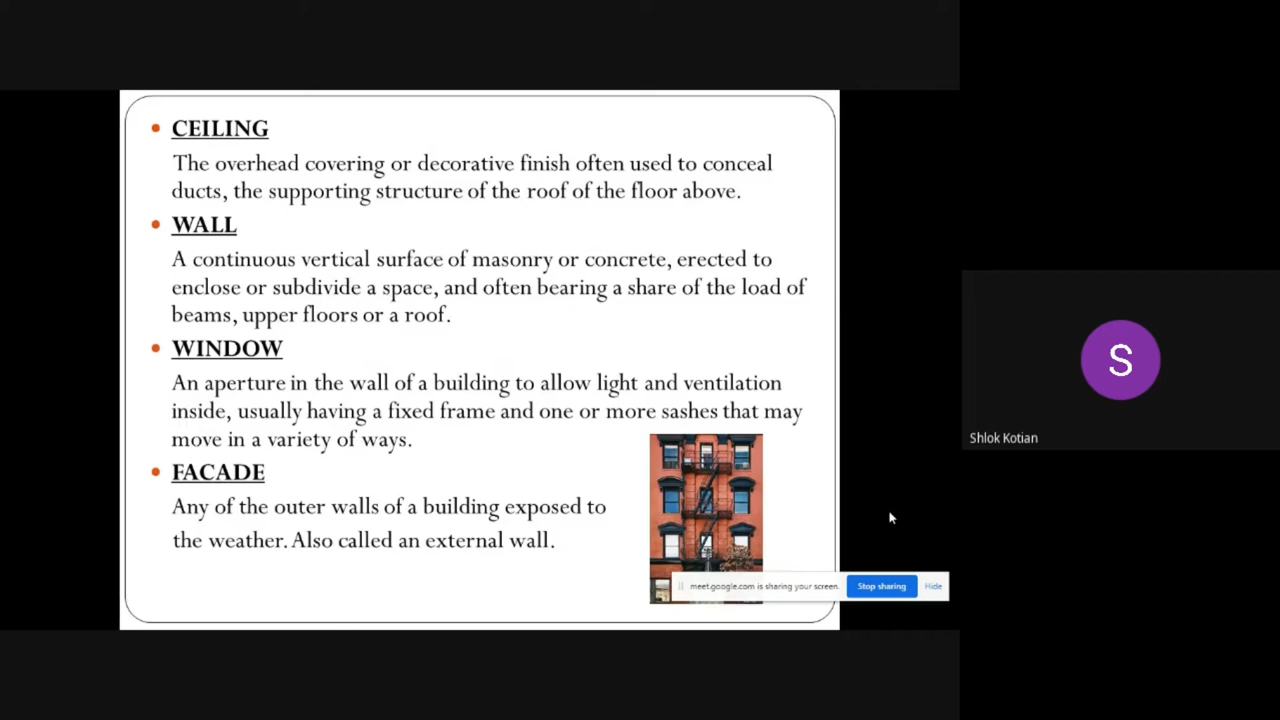 CEILING
The overhead covering or decorative finish often used to conceal
ducts, the supporting structure of the roof of the floor above.
WALL
A continuous vertical surface of masonry or concrete, erected to
enclose or subdivide a space, and often bearing a share of the load of
beams, upper floors or a roof.
WINDOW
An aperture in the wall of a building to allow light and ventilation
inside, usually having a fixed frame and one or more sashes that may
move in a variety of ways.
FACADE
Any of the outer walls of a building exposed to
the weather. Also called an external wall.
meet.google.com is sharing your screen.
Stop sharing
Hide
S
Shlok Kotian